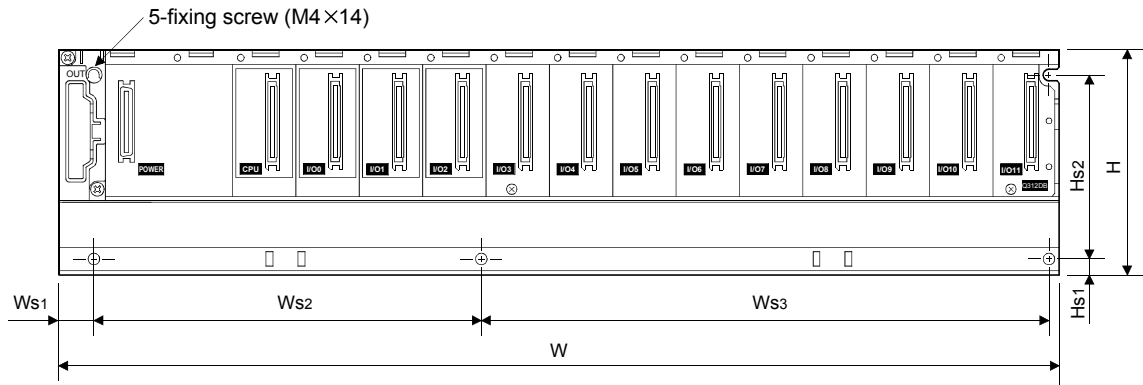 5-fixing screw (M4×14)
OUT
POWER
CPU
I/O0
I/O1
I/O2
I/O3
I/O4
I/O5
I/O6
I/O7
I/O8
I/O9
I/O10
I/O11
Q312DB
Hs2
H
Hs1
Ws1
Ws2
Ws3
W